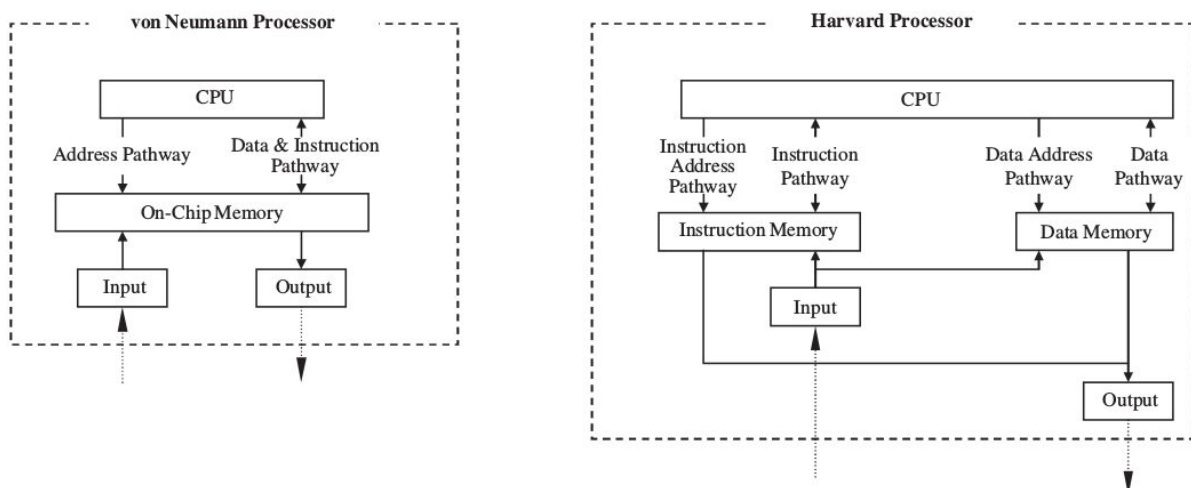 von Neumann Processor
CPU
Address Pathway
Data & Instruction
Pathway
On-Chip Memory
Input
Output
Harvard Processor
CPU
Instruction
Address
Pathway
Instruction
Pathway
Data Address
Pathway
Data
Pathway
Instruction Memory
Data Memory
Input
Output